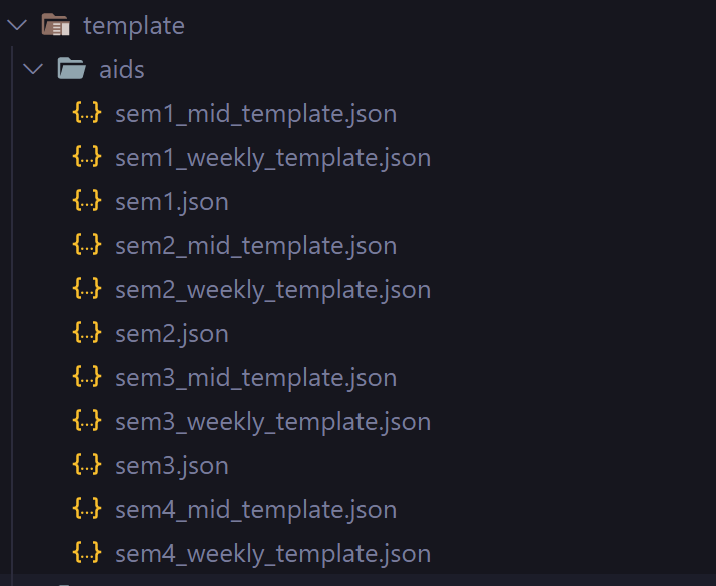 template
aids
{...} sem1_mid_template.json
{...} sem1_weekly_template.json
{...} sem1.json
{...} sem2_mid_template.json
{...} sem2_weekly_template.json
{...} sem2.json
{...} sem3_mid_template.json
{...} sem3_weekly_template.json
{...} sem3.json
{...} sem4_mid_template.json
{...} sem4_weekly_template.json